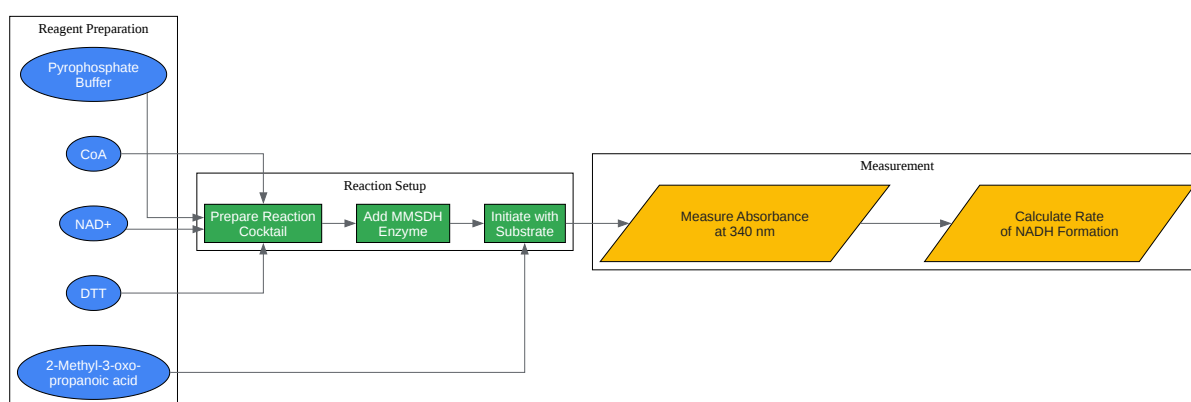 Reagent Preparation
Pyrophosphate
Buffer
CoA
NAD+
DTT
2-Methyl-3-oxo-
propanoic acid
Reaction Setup
Prepare Reaction
Cocktail
Add MMSDH
Enzyme
Initiate with
Substrate
Measurement
Measure Absorbance
at 340 nm
Calculate Rate
of NADH Formation